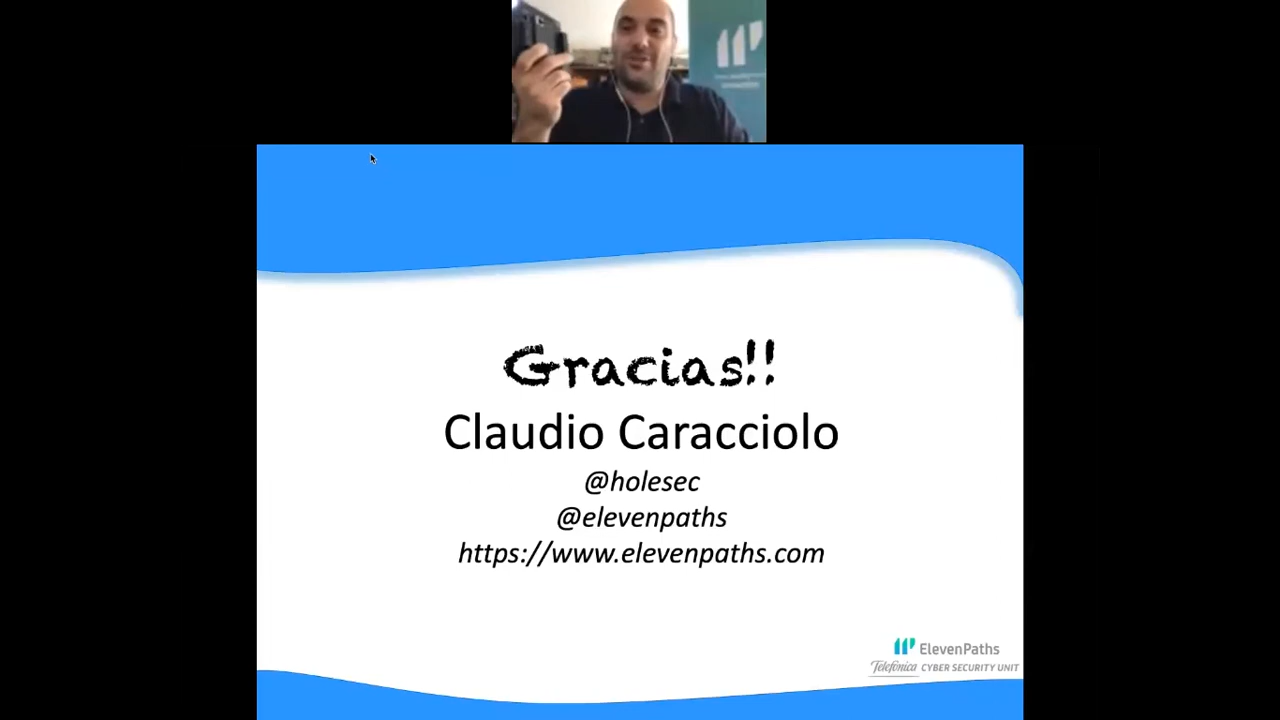 Gracias!!
Claudio Caracciolo
@holesec
@elevenpaths
https://www.elevenpaths.com
ElevenPaths
Telefónica CYBER SECURITY UNIT